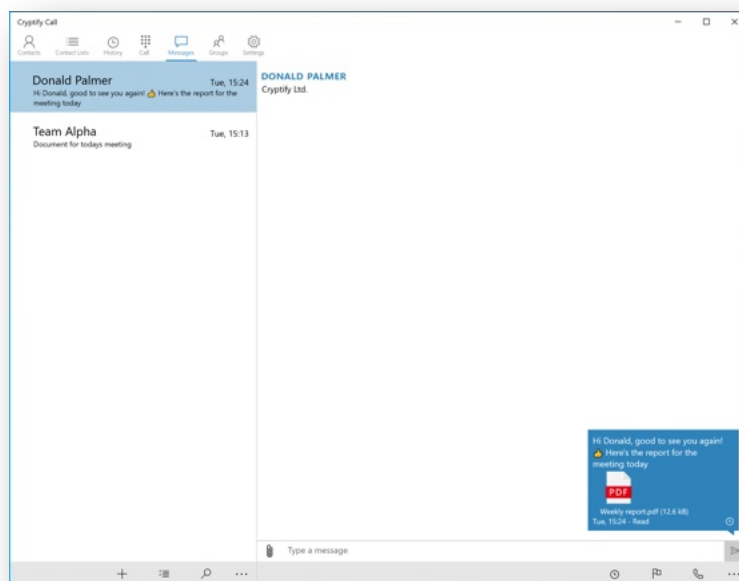 Cryptify Call
Contacts
Contact Lists
History
Call
Messages
Groups
Settings
Donald Palmer
Tue, 15:24
Hi Donald, good to see you again! 👍 Here's the report for the
meeting today
Team Alpha
Tue, 15:13
Document for todays meeting
DONALD PALMER
Cryptify Ltd.
Hi Donald, good to see you again!
👍 Here's the report for the
meeting today
PDF
Weekly report.pdf (12.6 kB)
Tue, 15:24 - Read
Type a message